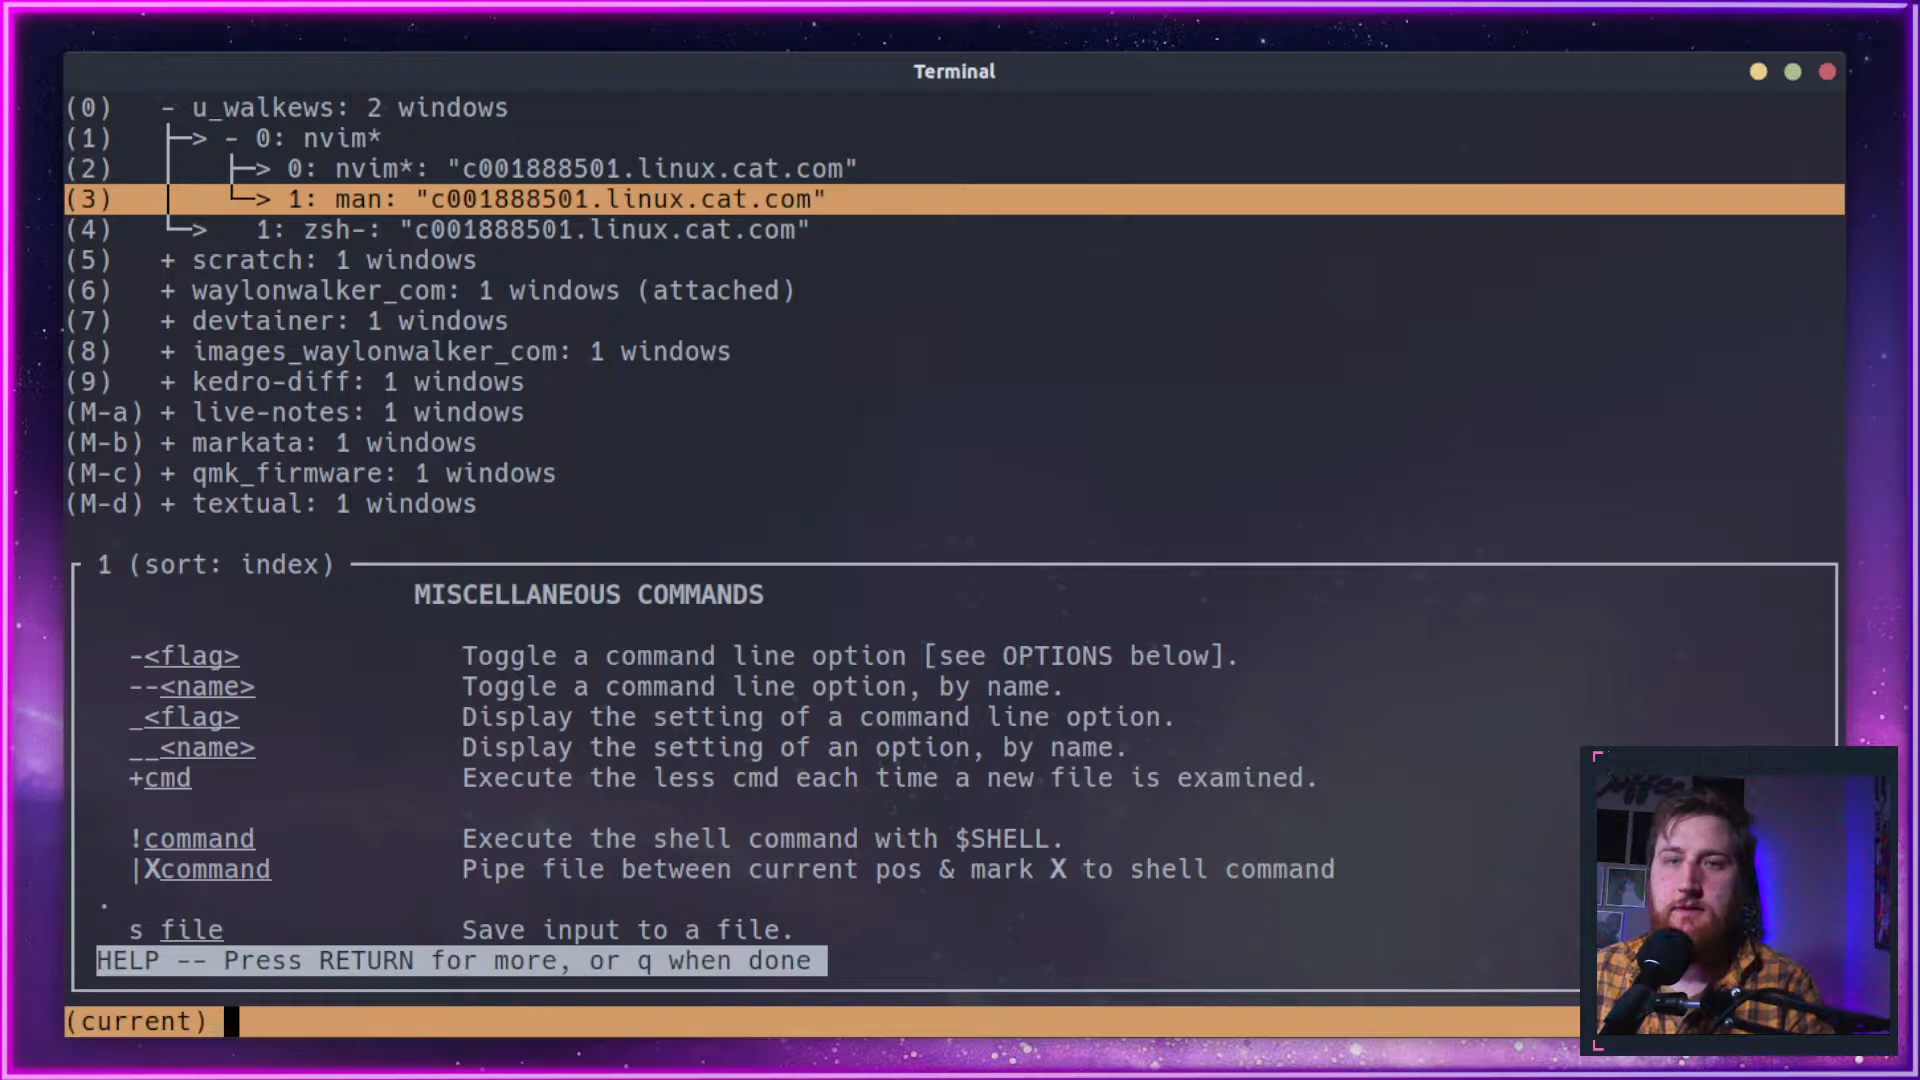 Terminal
(0) - u_walkews: 2 windows
(1) ├─> - 0: nvim*
(2) │ ├─> 0: nvim*: "c001888501.linux.cat.com"
(3) │ └─> 1: man: "c001888501.linux.cat.com"
(4) └─> 1: zsh-: "c001888501.linux.cat.com"
(5) + scratch: 1 windows
(6) + waylonwalker_com: 1 windows (attached)
(7) + devtainer: 1 windows
(8) + images_waylonwalker_com: 1 windows
(9) + kedro-diff: 1 windows
(M-a) + live-notes: 1 windows
(M-b) + markata: 1 windows
(M-c) + qmk_firmware: 1 windows
(M-d) + textual: 1 windows
1 (sort: index)
MISCELLANEOUS COMMANDS
-<flag> Toggle a command line option [see OPTIONS below].
--<name> Toggle a command line option, by name.
_<flag> Display the setting of a command line option.
__<name> Display the setting of an option, by name.
+cmd Execute the less cmd each time a new file is examined.
!command Execute the shell command with $SHELL.
|Xcommand Pipe file between current pos & mark X to shell command
.
s file Save input to a file.
HELP -- Press RETURN for more, or q when done
(current)